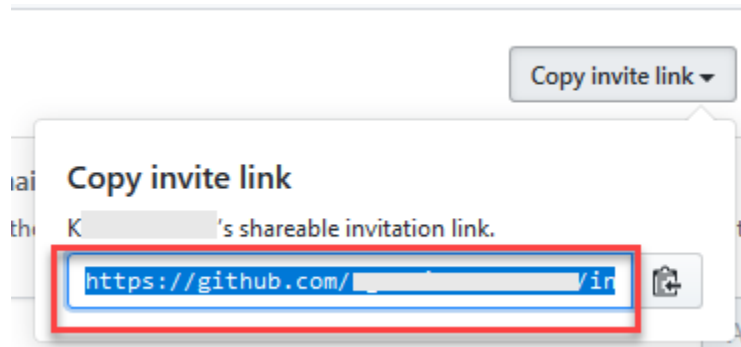 Copy invite link
Copy invite link
K 's shareable invitation link.
https://github.com/ /in